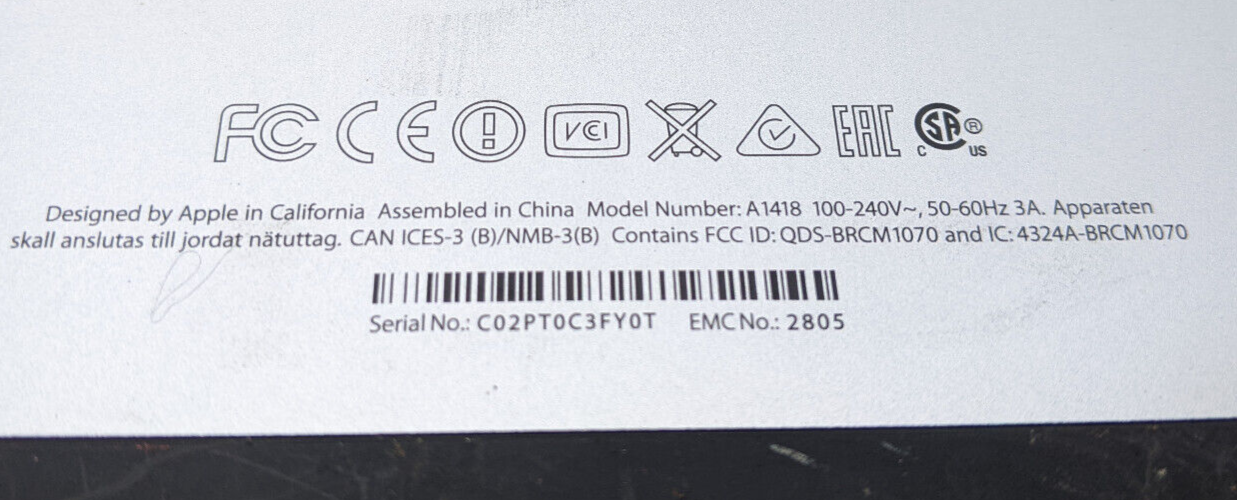 FC CE VCI EAC C SA ® US
Designed by Apple in California Assembled in China Model Number: A1418 100-240V~, 50-60Hz 3A. Apparaten
skall anslutas till jordat nätuttag. CAN ICES-3 (B)/NMB-3(B) Contains FCC ID: QDS-BRCM1070 and IC: 4324A-BRCM1070
Serial No.: C02PT0C3FY0T EMC No.: 2805